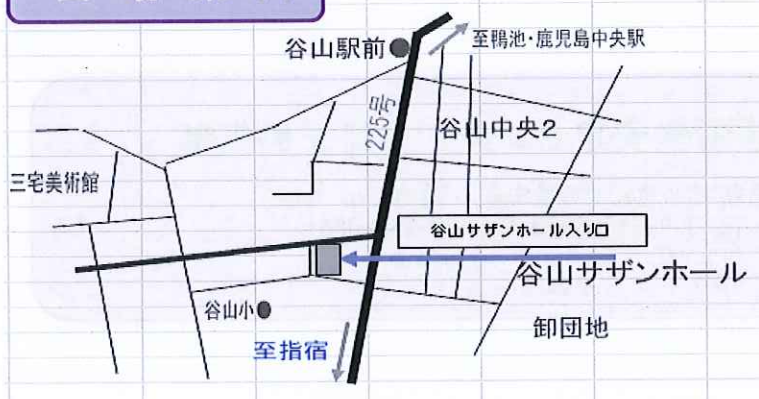 谷山駅前
至鴨池・鹿児島中央駅
225号
谷山中央2
三宅美術館
谷山サザンホール入り口
谷山サザンホール
谷山小
卸団地
至指宿